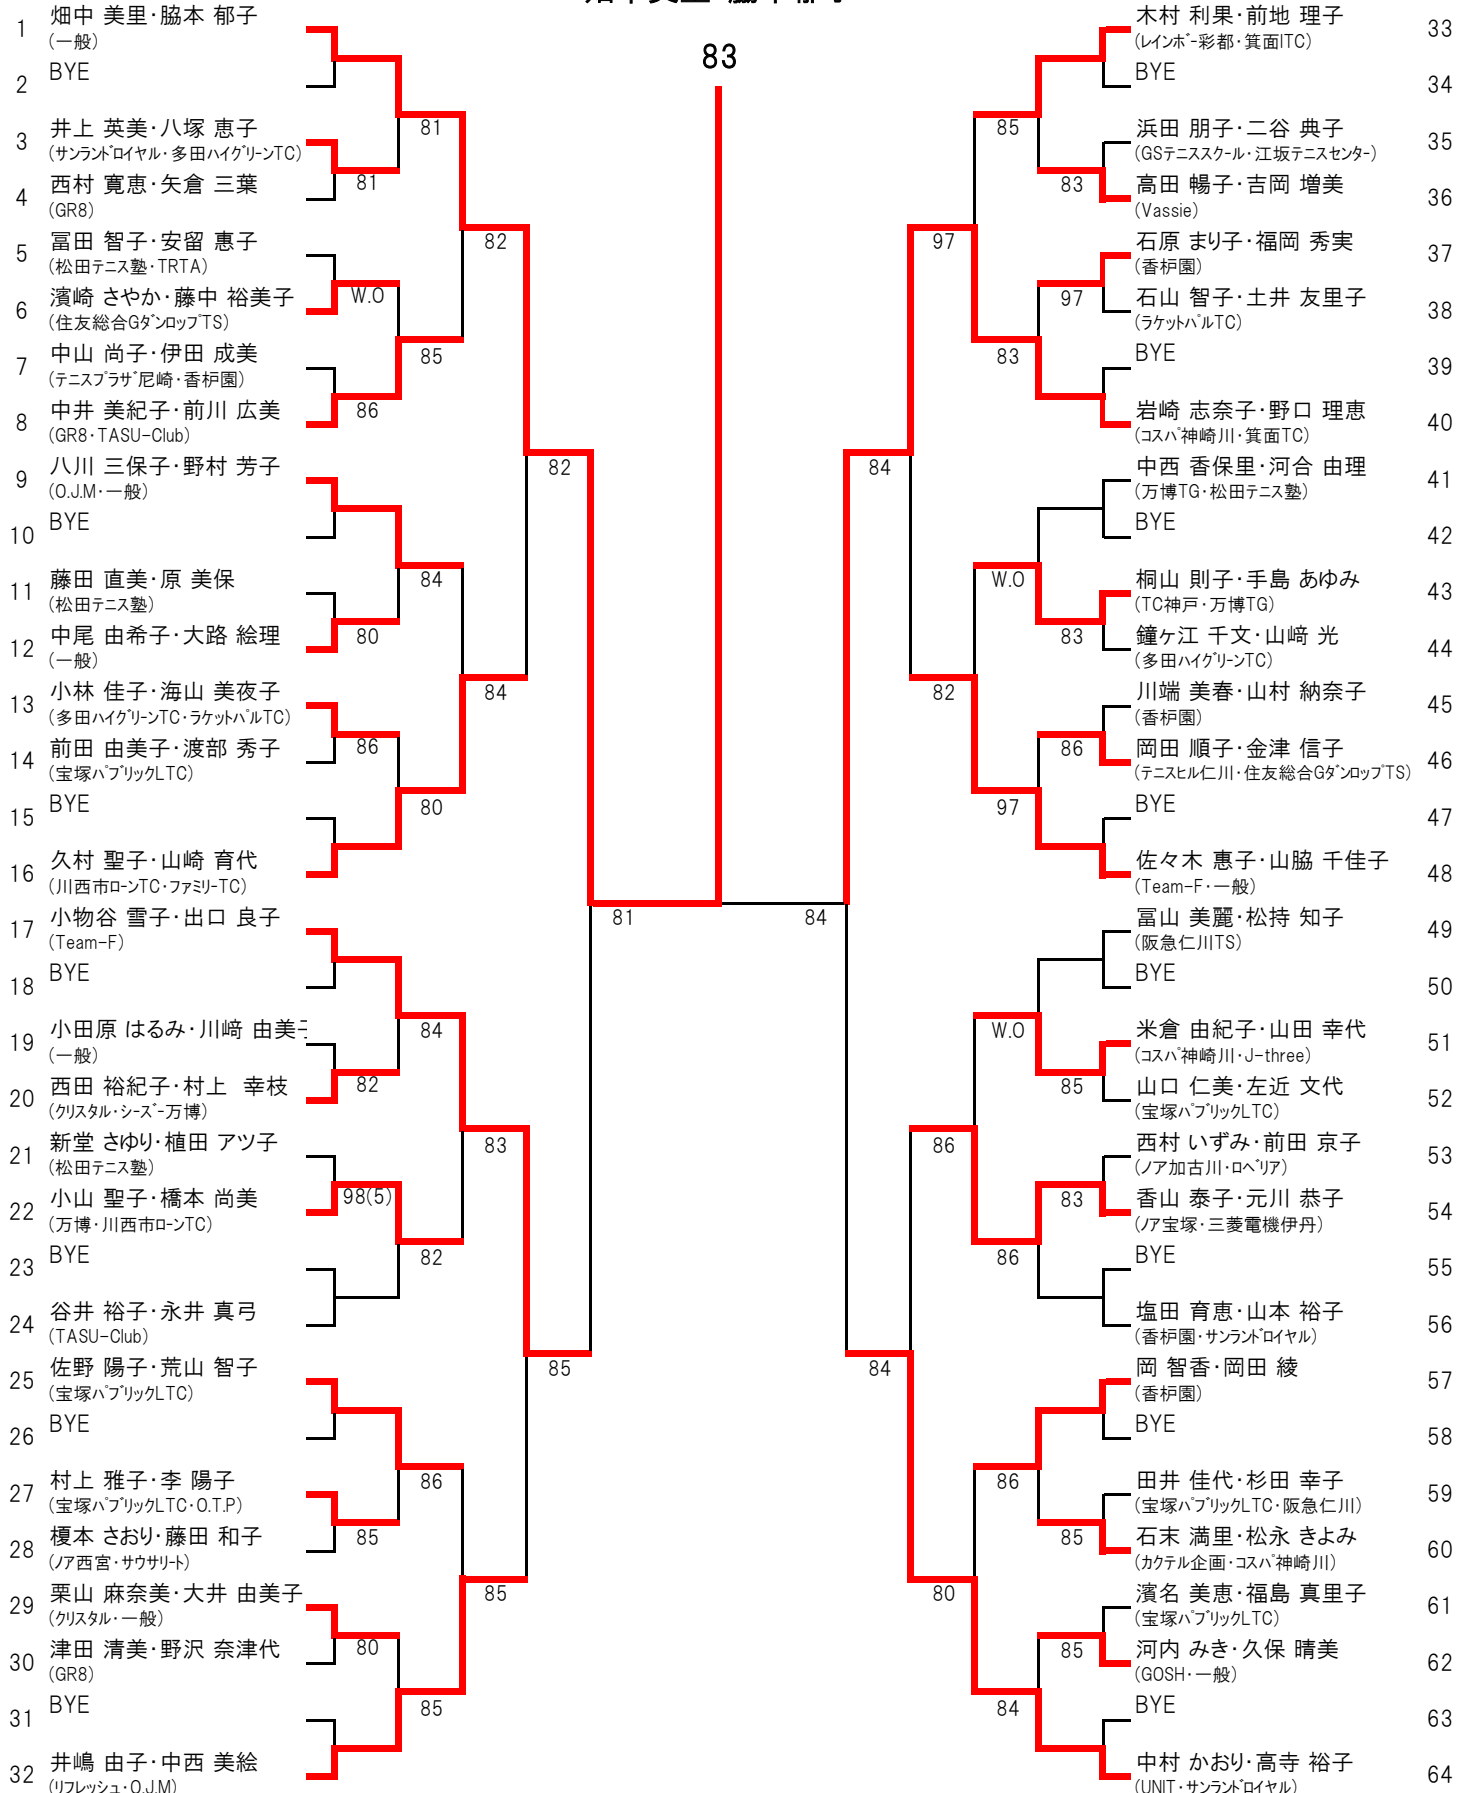 83
1 畑中 美里・脇本 郁子
(一般)
2 BYE
3 井上 英美・八塚 恵子
(サンランドロイヤル・多田ハイグリーンTC)
4 西村 寛恵・矢倉 三葉
(GR8)
5 冨田 智子・安留 惠子
(松田テニス塾・TRTA)
6 濱崎 さやか・藤中 裕美子
(住友総合GダンロップTS)
7 中山 尚子・伊田 成美
(テニスプラザ尼崎・香枦園)
8 中井 美紀子・前川 広美
(GR8・TASU-Club)
9 八川 三保子・野村 芳子
(O.J.M・一般)
10 BYE
11 藤田 直美・原 美保
(松田テニス塾)
12 中尾 由希子・大路 絵理
(一般)
13 小林 佳子・海山 美夜子
(多田ハイグリーンTC・ラケットパルTC)
14 前田 由美子・渡部 秀子
(宝塚パブリックLTC)
15 BYE
16 久村 聖子・山崎 育代
(川西市ローンTC・ファミリーTC)
17 小物谷 雪子・出口 良子
(Team-F)
18 BYE
19 小田原 はるみ・川﨑 由美子
(一般)
20 西田 裕紀子・村上　幸枝
(クリスタル・シーズー万博)
21 新堂 さゆり・植田 アツ子
(松田テニス塾)
22 小山 聖子・橋本 尚美
(万博・川西市ローンTC)
23 BYE
24 谷井 裕子・永井 真弓
(TASU-Club)
25 佐野 陽子・荒山 智子
(宝塚パブリックLTC)
26 BYE
27 村上 雅子・李 陽子
(宝塚パブリックLTC・O.T.P)
28 榎本 さおり・藤田 和子
(ノア西宮・サウサリート)
29 栗山 麻奈美・大井 由美子
(クリスタル・一般)
30 津田 清美・野沢 奈津代
(GR8)
31 BYE
32 井嶋 由子・中西 美絵
(リフレッシュ・O.J.M)
81
W.O
86
80
86
82
98(5)
85
80
81
85
84
80
84
82
86
85
82
84
83
85
82
85
81
84
84
84
97
82
86
80
85
83
W.O
97
W.O
86
86
84
83
97
83
86
85
83
85
85
木村 利果・前地 理子 33
(レインボー彩都・箕面ITC)
BYE 34
浜田 朋子・二谷 典子 35
(GSテニススクール・江坂テニスセンター)
高田 暢子・吉岡 増美 36
(Vassie)
石原 まり子・福岡 秀実 37
(香枦園)
石山 智子・土井 友里子 38
(ラケットパルTC)
BYE 39
岩崎 志奈子・野口 理恵 40
(コスパ神崎川・箕面TC)
中西 香保里・河合 由理 41
(万博TG・松田テニス塾)
BYE 42
桐山 則子・手島 あゆみ 43
(TC神戸・万博TG)
鐘ヶ江 千文・山﨑 光 44
(多田ハイグリーンTC)
川端 美春・山村 納奈子 45
(香枦園)
岡田 順子・金津 信子 46
(テニスヒル仁川・住友総合GダンロップTS)
BYE 47
佐々木 惠子・山脇 千佳子 48
(Team-F・一般)
冨山 美麗・松持 知子 49
(阪急仁川TS)
BYE 50
米倉 由紀子・山田 幸代 51
(コスパ神崎川・J-three)
山口 仁美・左近 文代 52
(宝塚パブリックLTC)
西村 いずみ・前田 京子 53
(ノア加古川・ロペリア)
香山 泰子・元川 恭子 54
(ノア宝塚・三菱電機伊丹)
BYE 55
塩田 育恵・山本 裕子 56
(香枦園・サンランドロイヤル)
岡 智香・岡田 綾 57
(香枦園)
BYE 58
田井 佳代・杉田 幸子 59
(宝塚パブリックLTC・阪急仁川)
石末 満里・松永 きよみ 60
(カクテル企画・コスパ神崎川)
濱名 美恵・福島 真里子 61
(宝塚パブリックLTC)
河内 みき・久保 晴美 62
(GOSH・一般)
BYE 63
中村 かおり・高寺 裕子 64
(UNIT・サンランドロイヤル)